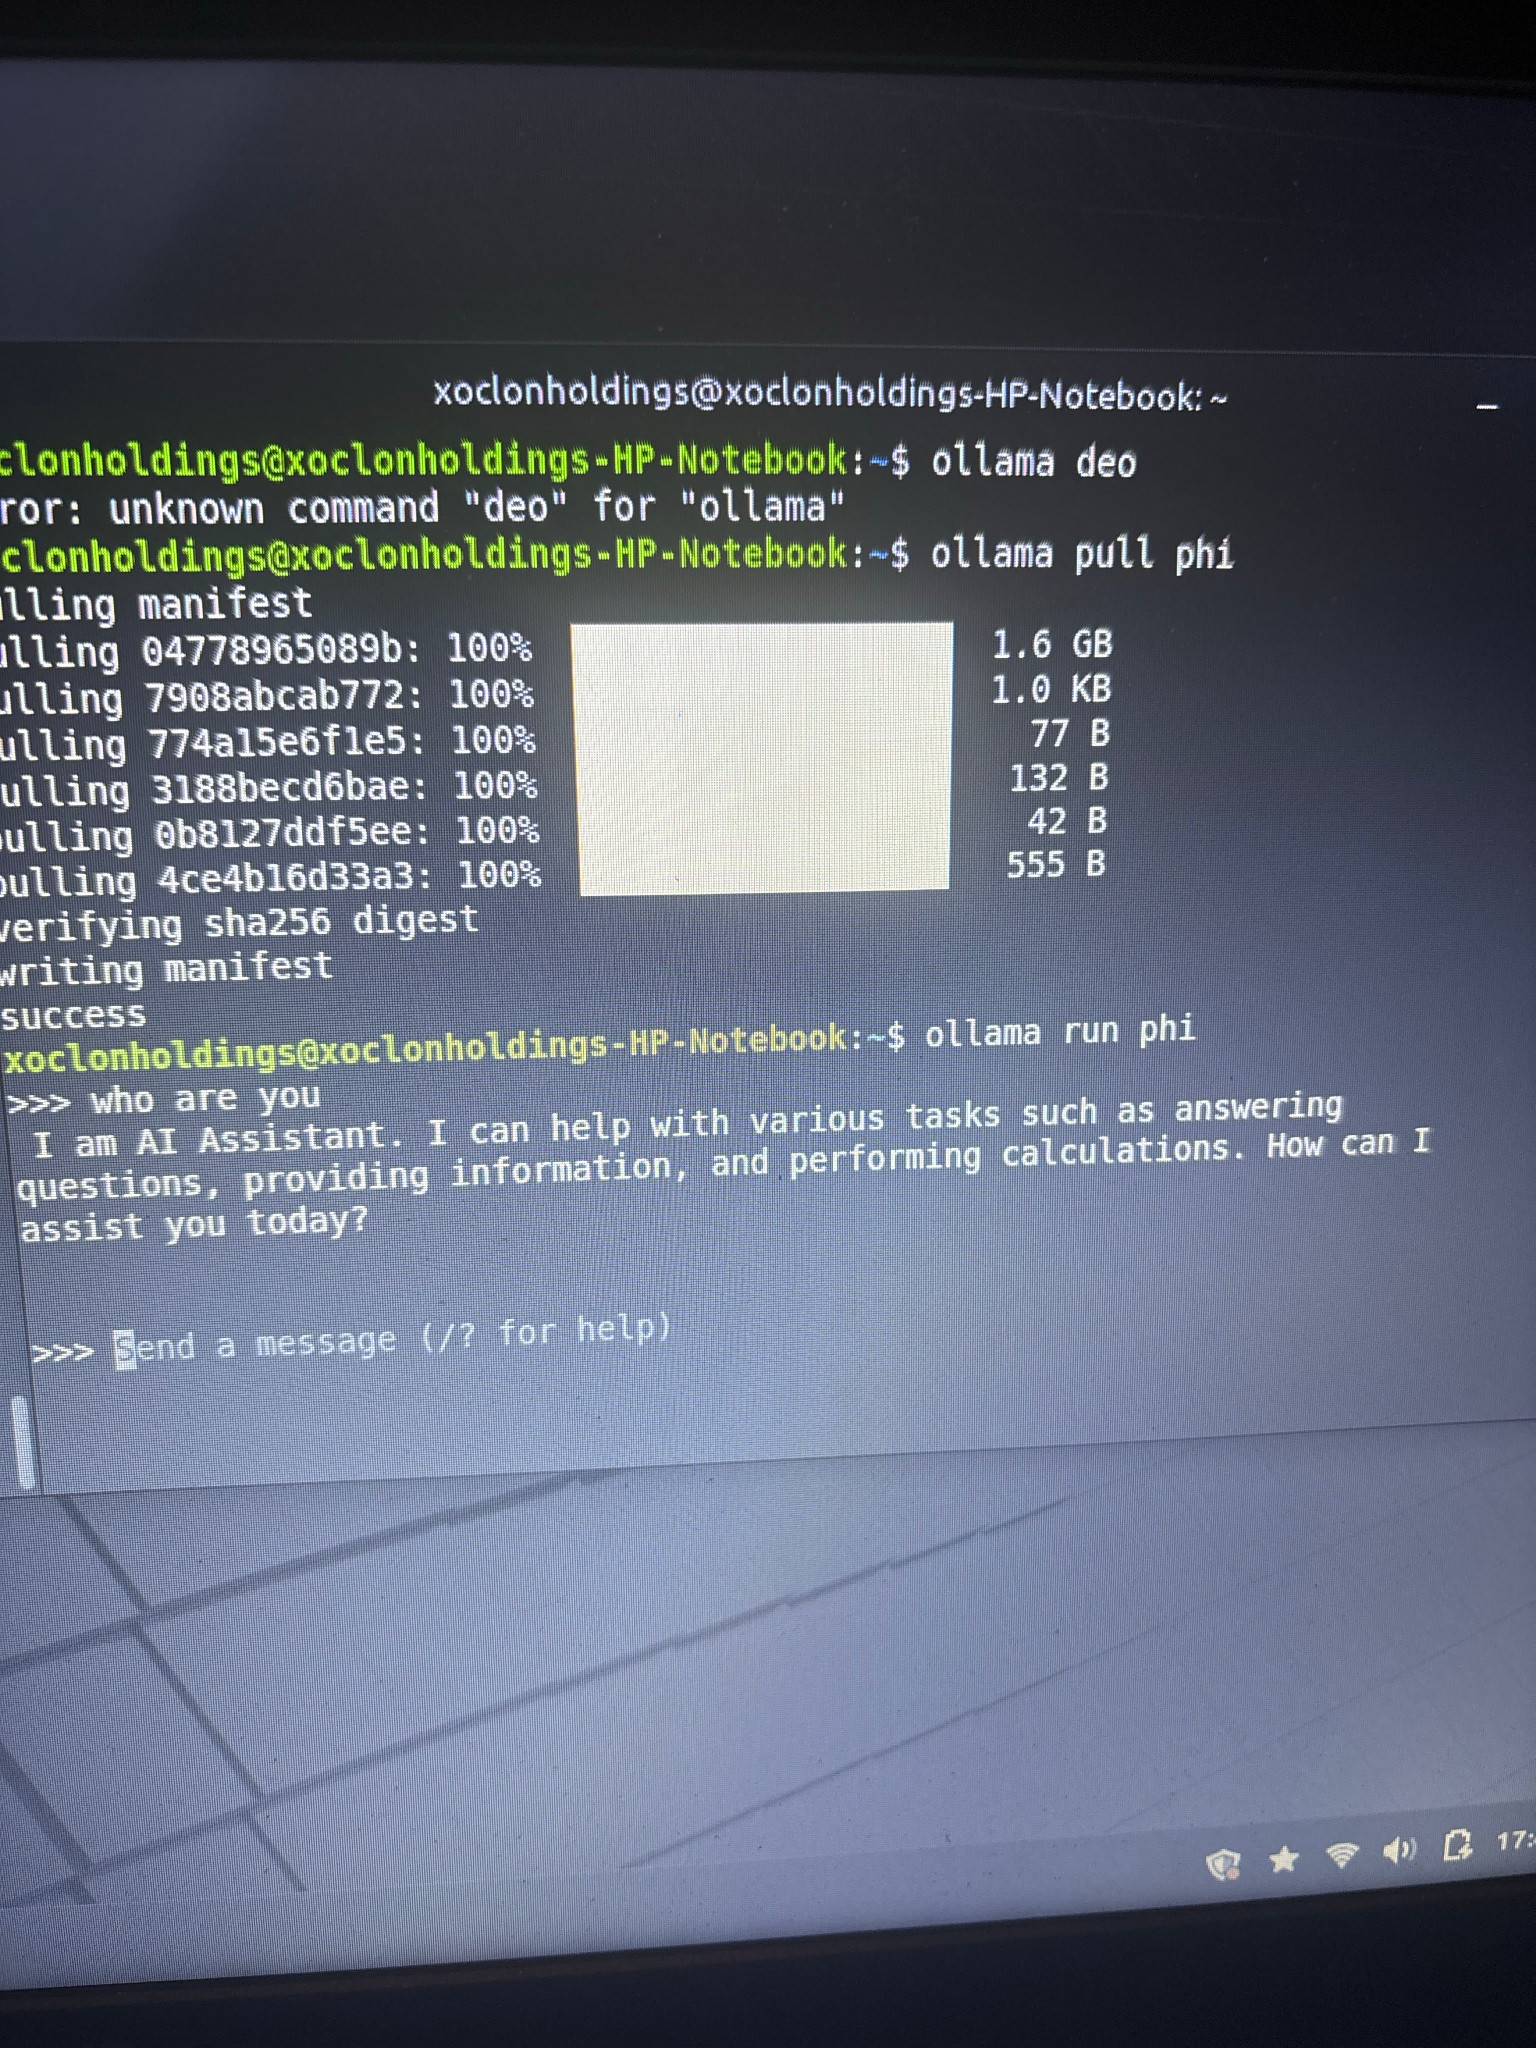 xoclonholdings@xoclonholdings-HP-Notebook: ~
clonholdings@xoclonholdings-HP-Notebook:~$ ollama deo
ror: unknown command "deo" for "ollama"
clonholdings@xoclonholdings-HP-Notebook:~$ ollama pull phi
lling manifest
ulling 04778965089b: 100% 1.6 GB
ulling 7908abcab772: 100% 1.0 KB
ulling 774a15e6f1e5: 100% 77 B
ulling 3188becd6bae: 100% 132 B
pulling 0b8127ddf5ee: 100% 42 B
pulling 4ce4b16d33a3: 100% 555 B
verifying sha256 digest
writing manifest
success
xoclonholdings@xoclonholdings-HP-Notebook:~$ ollama run phi
>>> who are you
I am AI Assistant. I can help with various tasks such as answering
questions, providing information, and performing calculations. How can I
assist you today?
>>> Send a message (/? for help)
17: